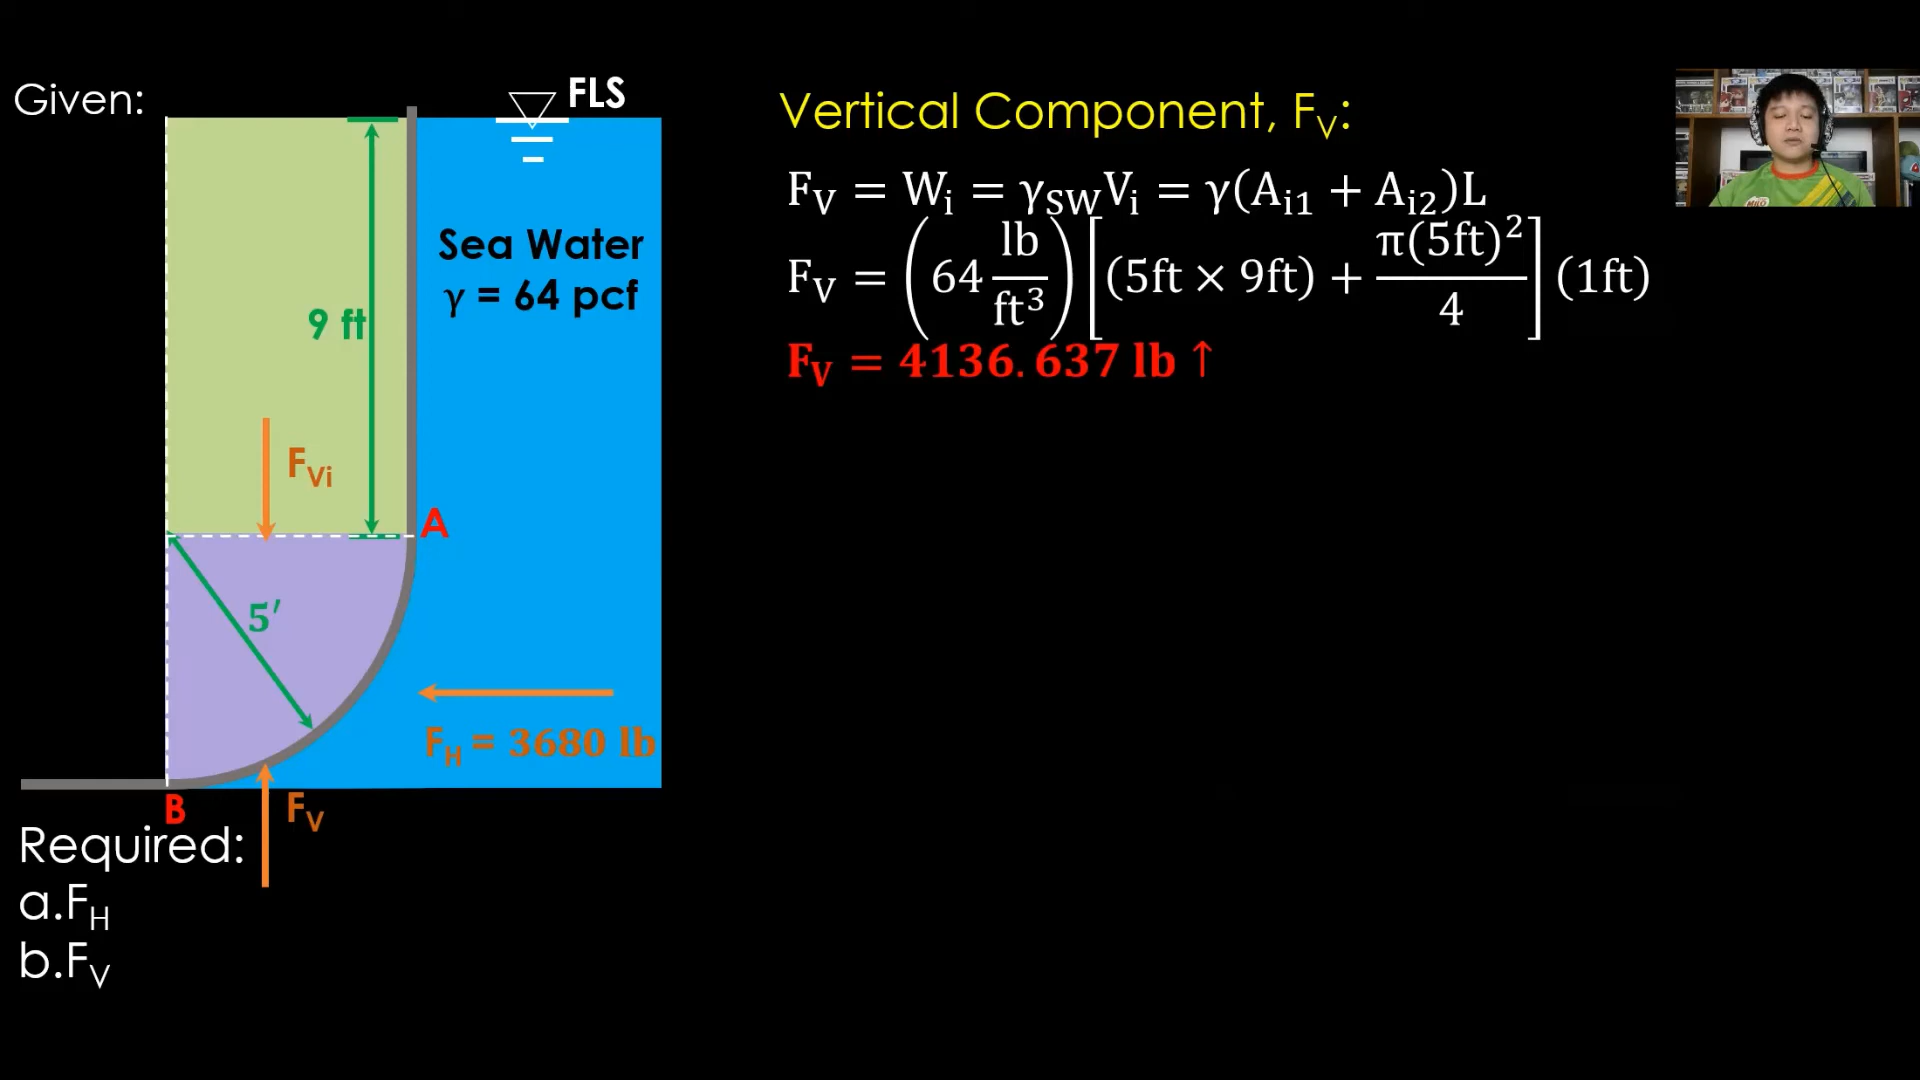 Given:
FLS
Sea Water
γ = 64 pcf
9 ft
F_Vi
A
5′
F_H = 3680 lb
B
F_V
Required:
a.F_H
b.F_V
Vertical Component, F_V:
F_V = W_i = γ_SW V_i = γ(A_i1 + A_i2)L
F_V = (64 lb/ft³) [(5ft × 9ft) + π(5ft)²/4] (1ft)
F_V = 4136.637 lb ↑